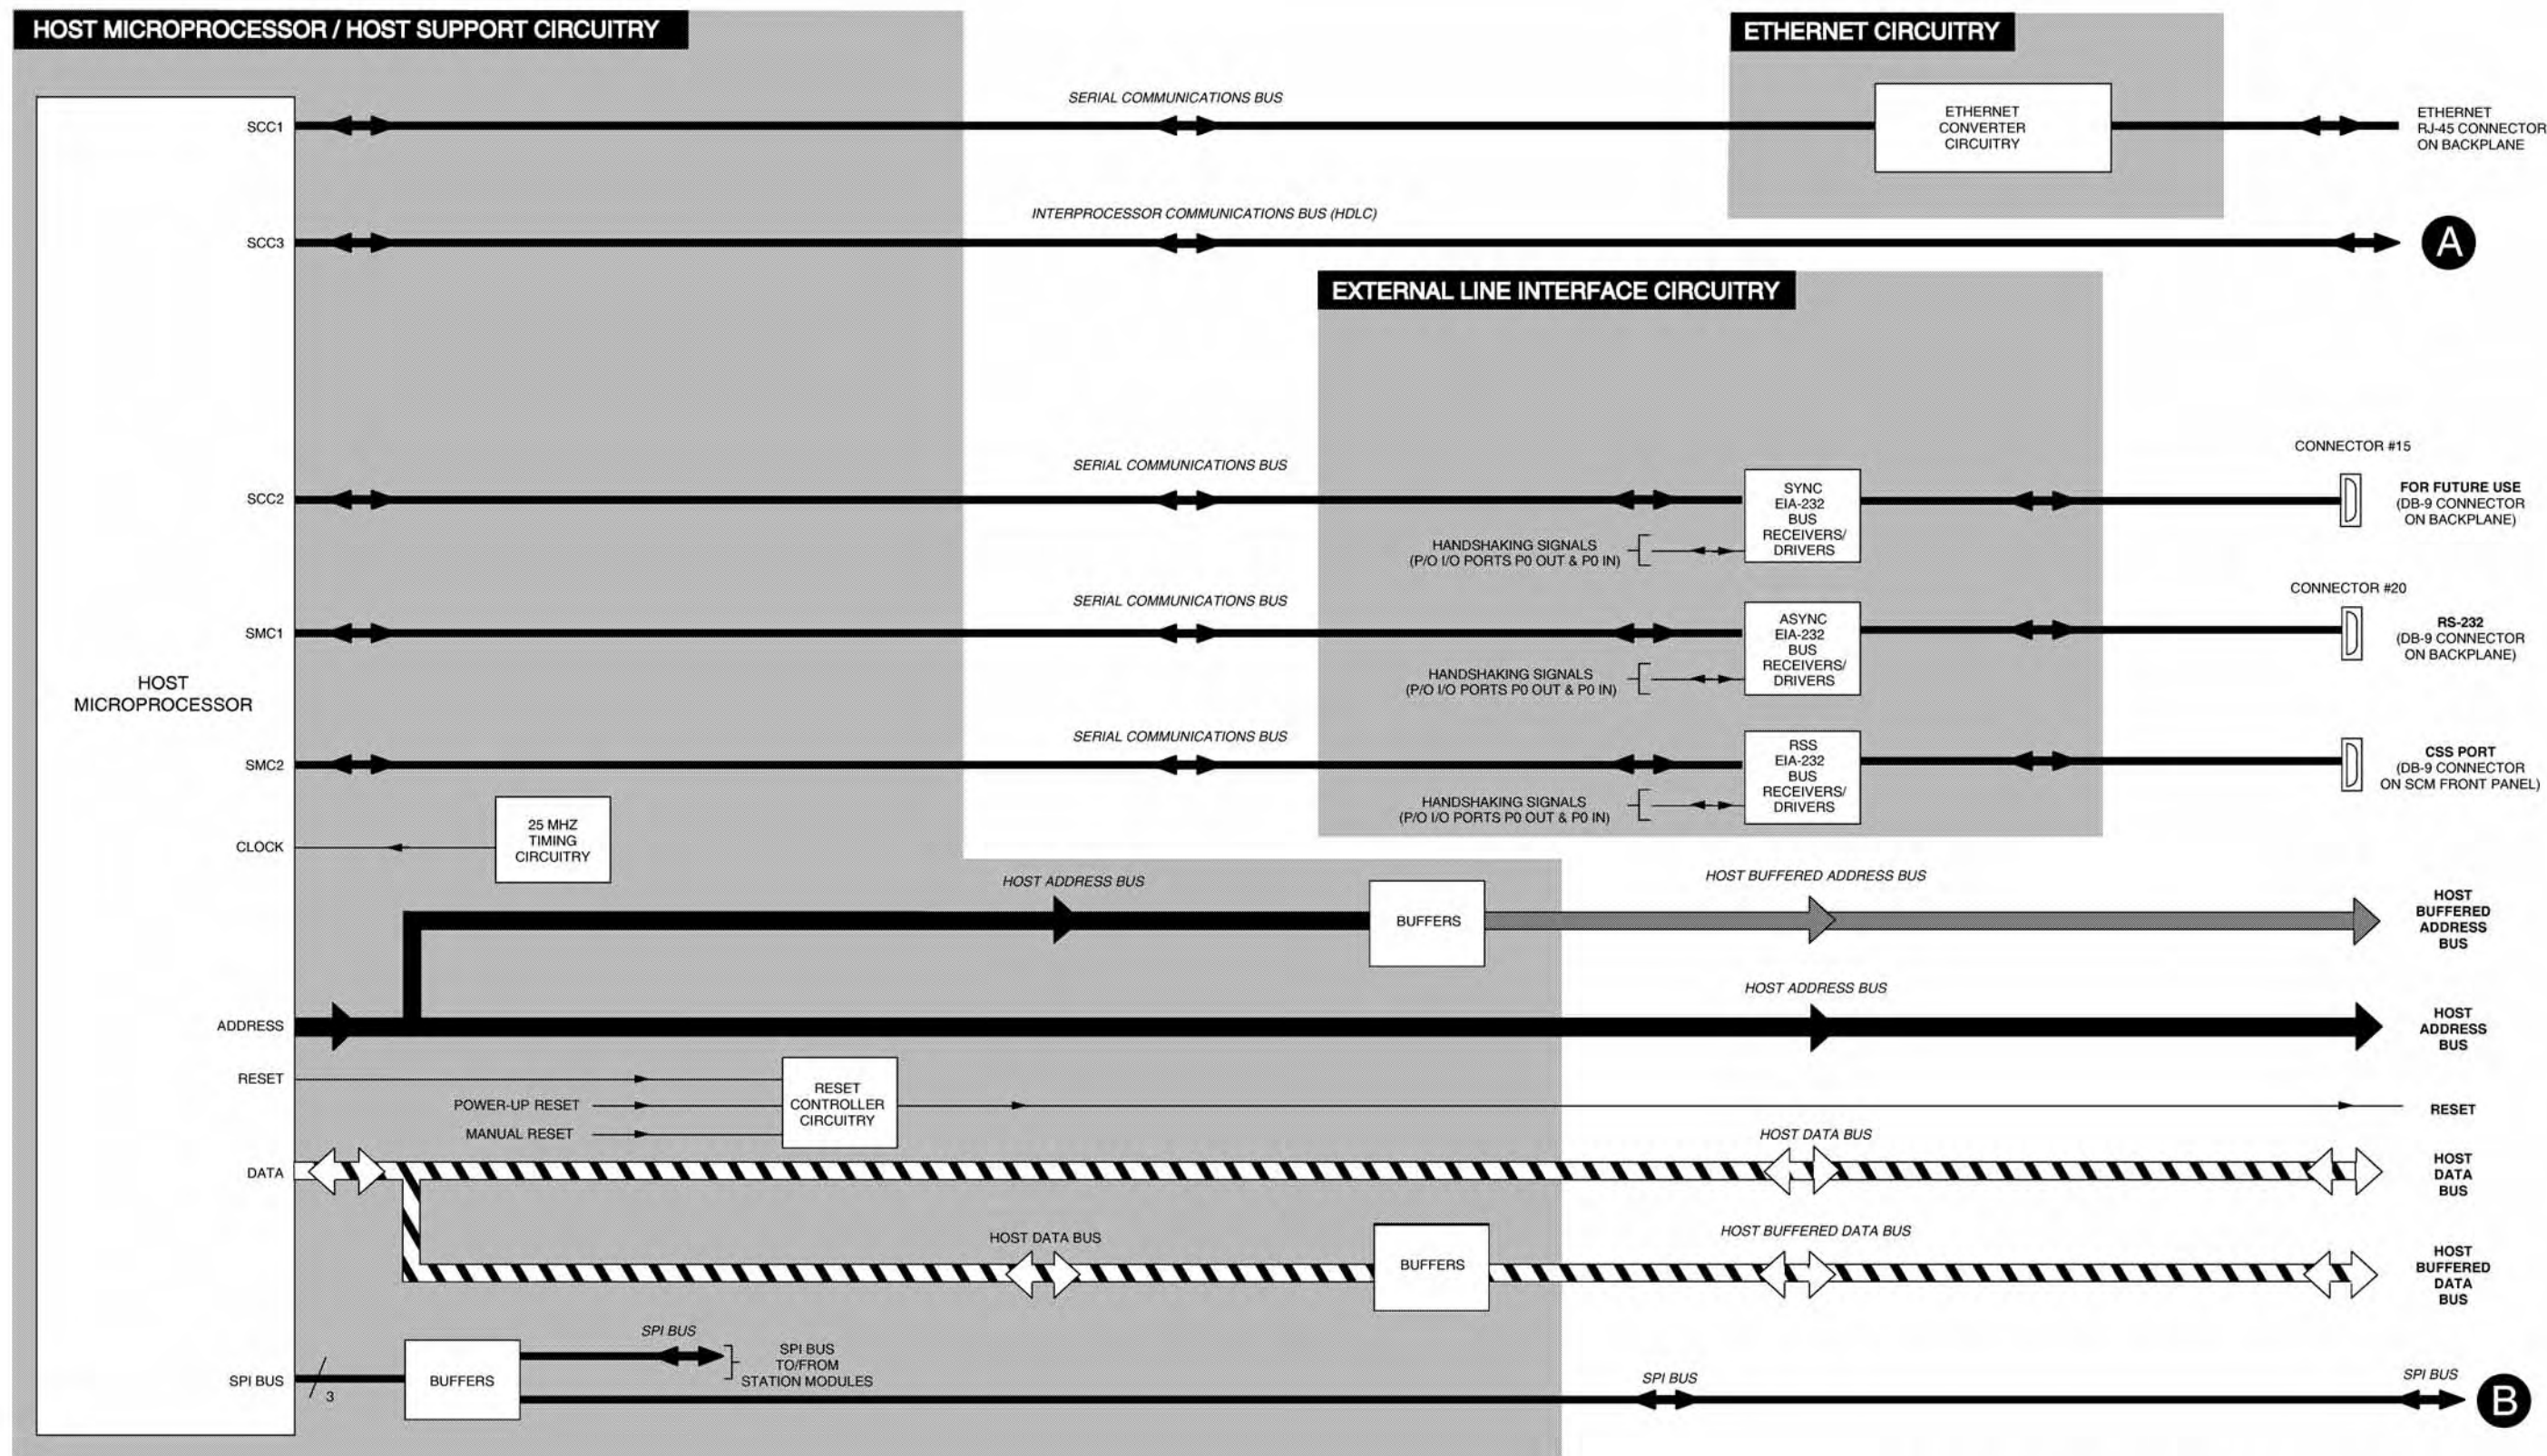 HOST MICROPROCESSOR / HOST SUPPORT CIRCUITRY
ETHERNET CIRCUITRY
SCC1
SERIAL COMMUNICATIONS BUS
ETHERNET
CONVERTER
CIRCUITRY
ETHERNET
RJ-45 CONNECTOR
ON BACKPLANE
SCC3
INTERPROCESSOR COMMUNICATIONS BUS (HDLC)
A
EXTERNAL LINE INTERFACE CIRCUITRY
SCC2
SERIAL COMMUNICATIONS BUS
HANDSHAKING SIGNALS
(P/O I/O PORTS P0 OUT & P0 IN)
SYNC
EIA-232
BUS
RECEIVERS/
DRIVERS
CONNECTOR #15
FOR FUTURE USE
(DB-9 CONNECTOR
ON BACKPLANE)
SMC1
SERIAL COMMUNICATIONS BUS
HANDSHAKING SIGNALS
(P/O I/O PORTS P0 OUT & P0 IN)
ASYNC
EIA-232
BUS
RECEIVERS/
DRIVERS
CONNECTOR #20
RS-232
(DB-9 CONNECTOR
ON BACKPLANE)
HOST
MICROPROCESSOR
SMC2
SERIAL COMMUNICATIONS BUS
HANDSHAKING SIGNALS
(P/O I/O PORTS P0 OUT & P0 IN)
RSS
EIA-232
BUS
RECEIVERS/
DRIVERS
CSS PORT
(DB-9 CONNECTOR
ON SCM FRONT PANEL)
CLOCK
25 MHZ
TIMING
CIRCUITRY
HOST ADDRESS BUS
BUFFERS
HOST BUFFERED ADDRESS BUS
HOST
BUFFERED
ADDRESS
BUS
ADDRESS
HOST ADDRESS BUS
HOST
ADDRESS
BUS
RESET
POWER-UP RESET
MANUAL RESET
RESET
CONTROLLER
CIRCUITRY
RESET
DATA
HOST DATA BUS
HOST
DATA
BUS
HOST DATA BUS
BUFFERS
HOST BUFFERED DATA BUS
HOST
BUFFERED
DATA
BUS
SPI BUS
3
BUFFERS
SPI BUS
SPI BUS
TO/FROM
STATION MODULES
SPI BUS
SPI BUS
B